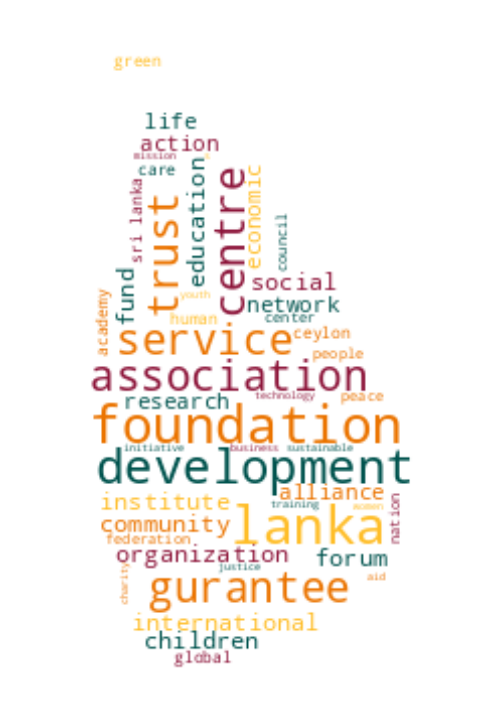 green
life
action
mission
care
sri lanka
trust
education
centre
economic
council
social
fund
youth
network
academy
human
center
service
ceylon
people
association
research
technology
peace
foundation
initiative
business
sustainable
development
alliance
institute
training
women
community
lanka
nation
federation
organization
forum
justice
charity
gurantee
aid
international
children
global